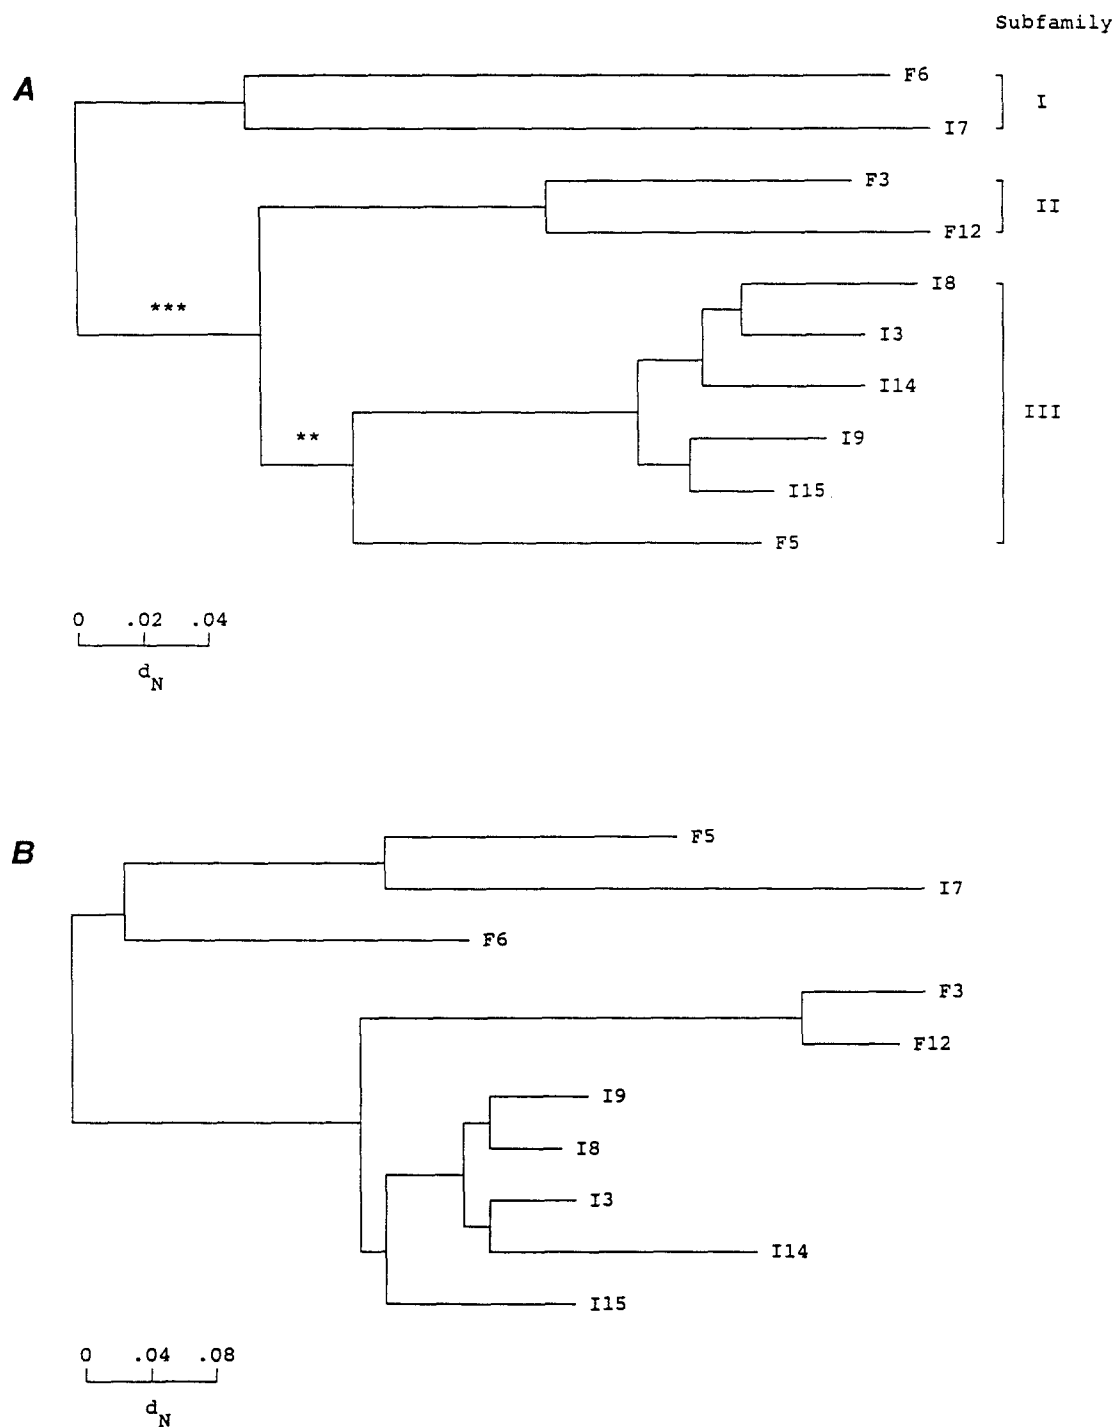 Subfamily
A
F6
I
I7
F3
II
F12
I8
***
I3
I14
III
**
I9
I15
F5
0 .02 .04
dN
B
F5
I7
F6
F3
F12
I9
I8
I3
I14
I15
0 .04 .08
dN